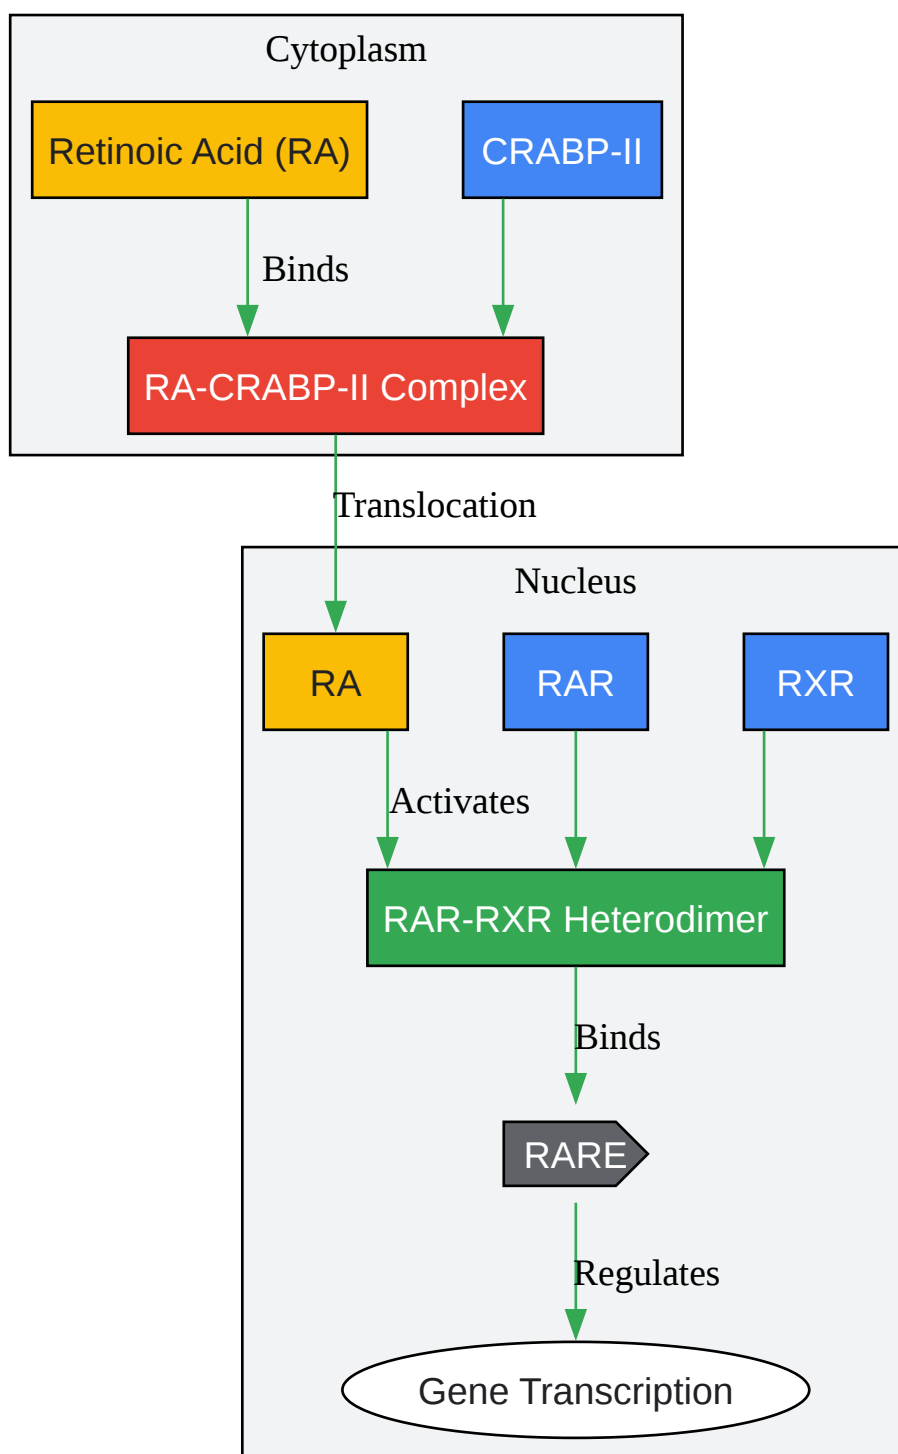 Cytoplasm
Retinoic Acid (RA)
CRABP-II
Binds
RA-CRABP-II Complex
Translocation
Nucleus
RA
RAR
RXR
Activates
RAR-RXR Heterodimer
Binds
RARE
Regulates
Gene Transcription